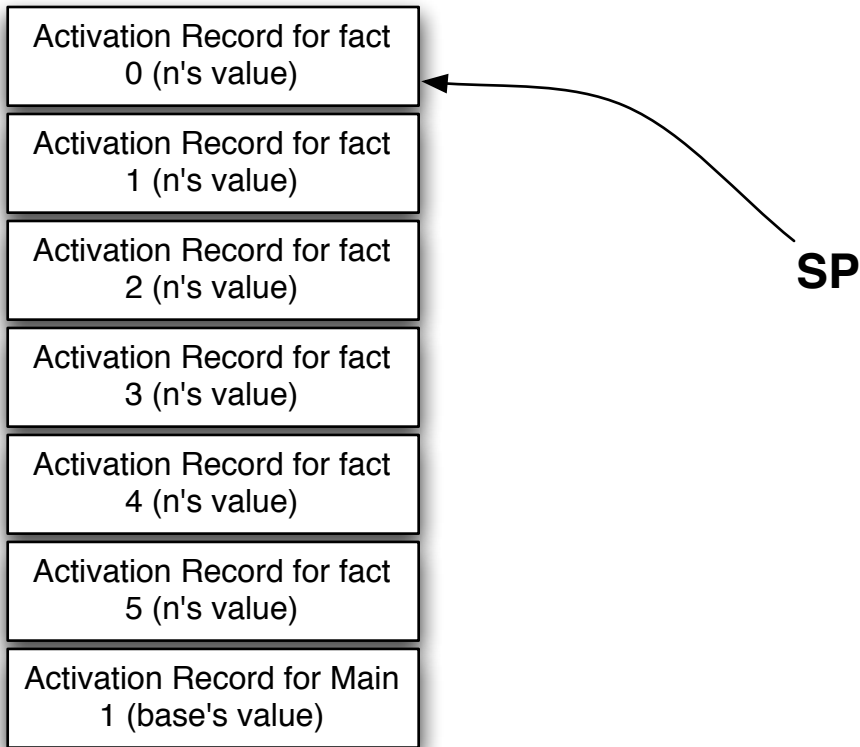 Activation Record for fact
0 (n's value)
Activation Record for fact
1 (n's value)
Activation Record for fact
2 (n's value)
Activation Record for fact
3 (n's value)
Activation Record for fact
4 (n's value)
Activation Record for fact
5 (n's value)
Activation Record for Main
1 (base's value)
SP